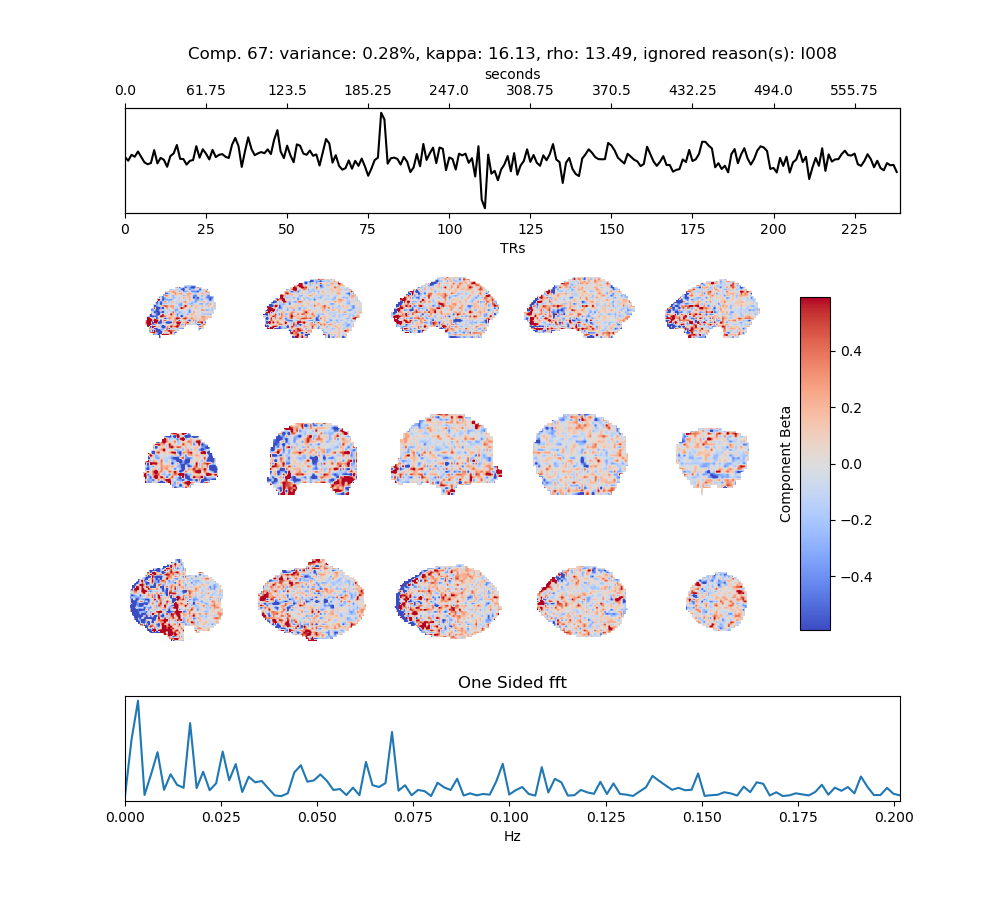 Comp. 67: variance: 0.28%, kappa: 16.13, rho: 13.49, ignored reason(s): I008
seconds
0.0 61.75 123.5 185.25 247.0 308.75 370.5 432.25 494.0 555.75
0 25 50 75 100 125 150 175 200 225
TRs
0.4
0.2
0.0
−0.2
−0.4
Component Beta
One Sided fft
0.000 0.025 0.050 0.075 0.100 0.125 0.150 0.175 0.200
Hz